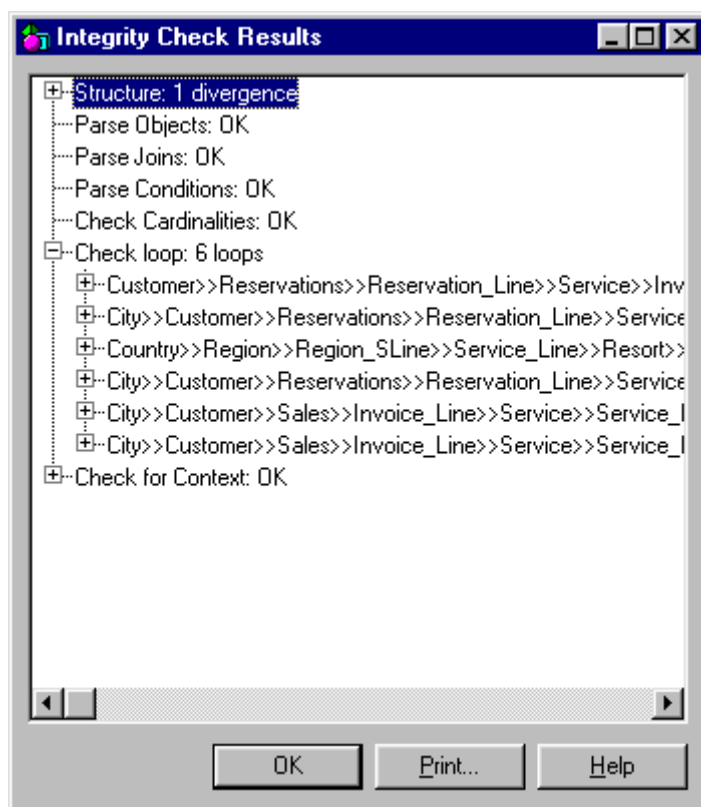 Integrity Check Results
Structure: 1 divergence
Parse Objects: OK
Parse Joins: OK
Parse Conditions: OK
Check Cardinalities: OK
Check loop: 6 loops
Customer>>Reservations>>Reservation_Line>>Service>>Inv
City>>Customer>>Reservations>>Reservation_Line>>Service
Country>>Region>>Region_SLine>>Service_Line>>Resort>>
City>>Customer>>Reservations>>Reservation_Line>>Service
City>>Customer>>Sales>>Invoice_Line>>Service>>Service_l
City>>Customer>>Sales>>Invoice_Line>>Service>>Service_l
Check for Context: OK
OK Print... Help